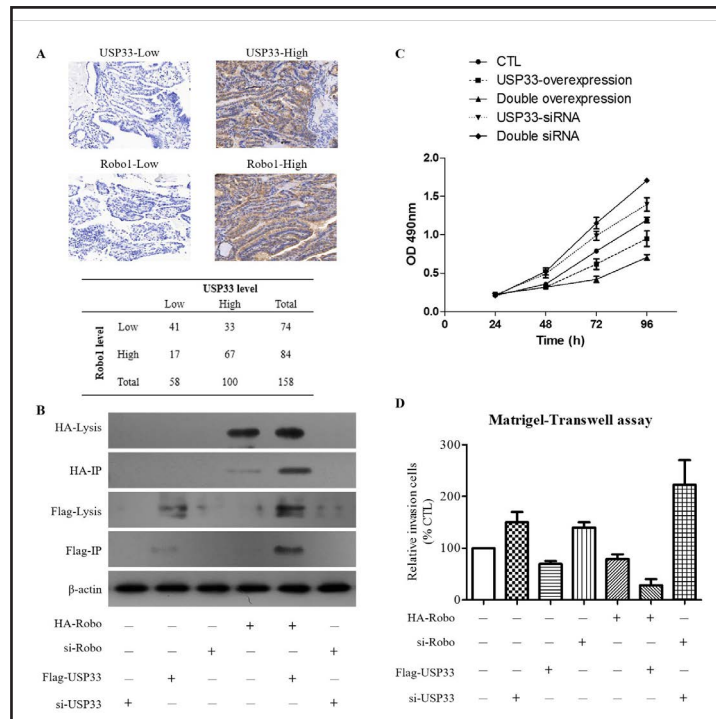 A
USP33-Low
USP33-High
Robo1-Low
Robo1-High
USP33 level
Low High Total
Robo1 level
Low 41 33 74
High 17 67 84
Total 58 100 158
B
HA-Lysis
HA-IP
Flag-Lysis
Flag-IP
β-actin
HA-Robo – – – + + –
si-Robo – – + – – +
Flag-USP33 – + – – + –
si-USP33 + – – – – +
C
CTL
USP33-overexpression
Double overexpression
USP33-siRNA
Double siRNA
OD 490nm
2.0
1.5
1.0
0.5
0.0
0 24 48 72 96
Time (h)
D
Matrigel-Transwell assay
Relative invasion cells
(% CTL)
300
200
150
100
50
0
HA-Robo – – – – + + –
si-Robo – – – + – – +
Flag-USP33 – – + – – + –
si-USP33 – + – – – – +